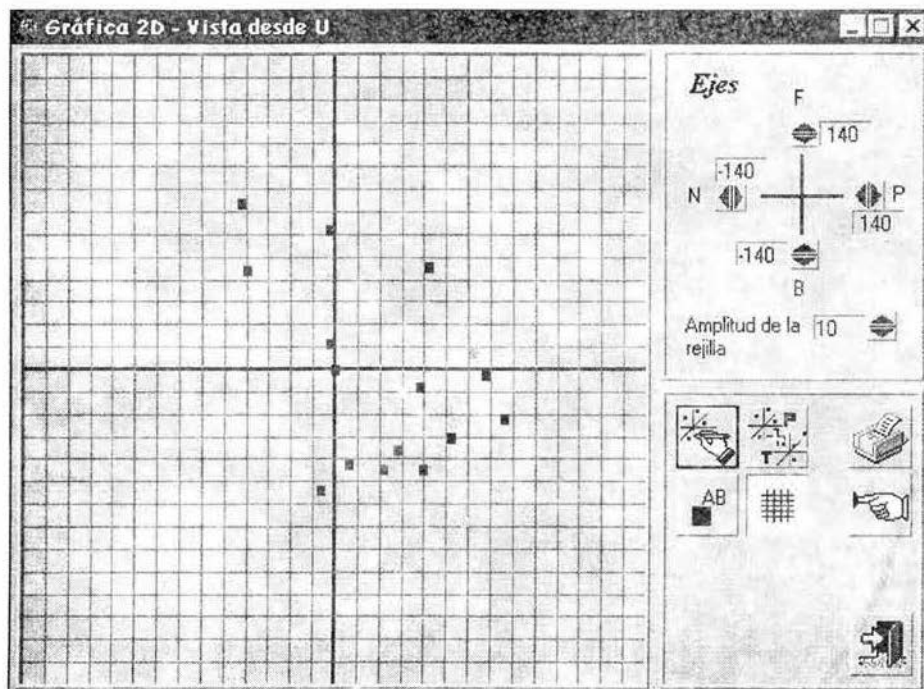 Gráfica 2D - Vista desde U
Ejes
F
140
-140
N
P
140
-140
B
Amplitud de la
rejilla
10
P
T
AB